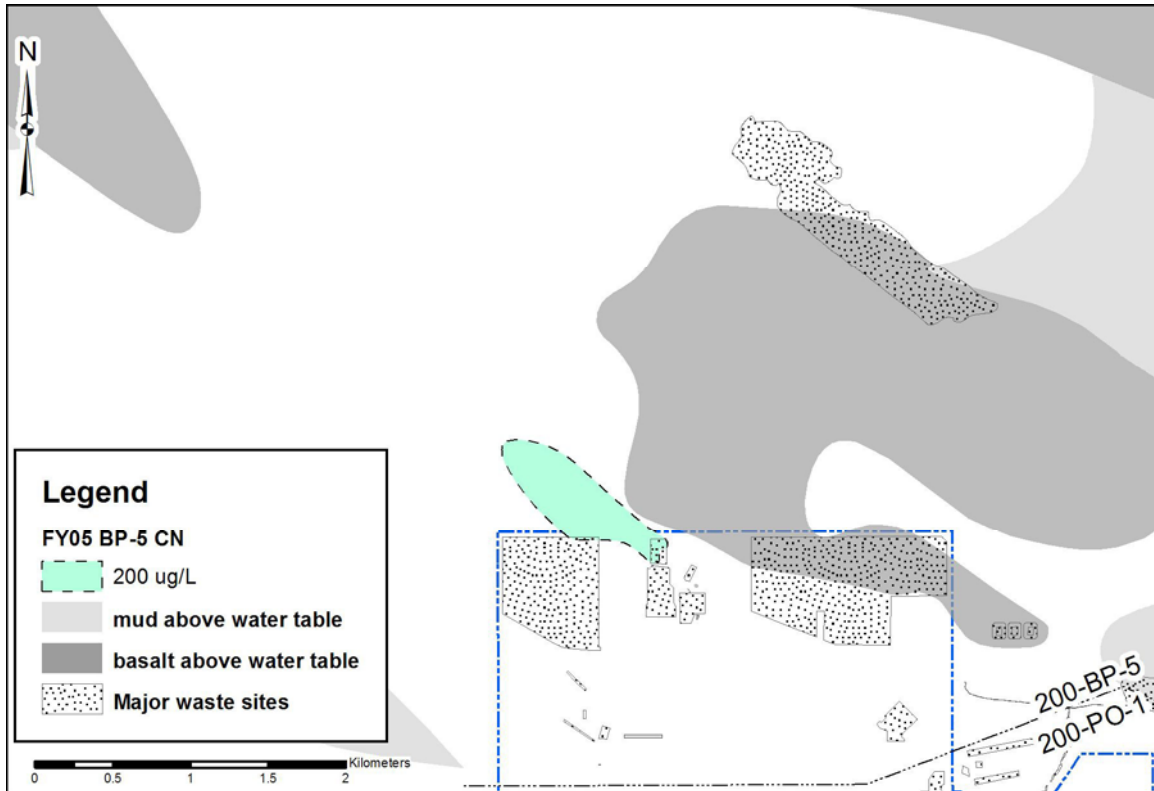 N
Legend
FY05 BP-5 CN
200 ug/L
mud above water table
basalt above water table
Major waste sites
Kilometers
0 0.5 1 1.5 2
200-BP-5
200-PO-1